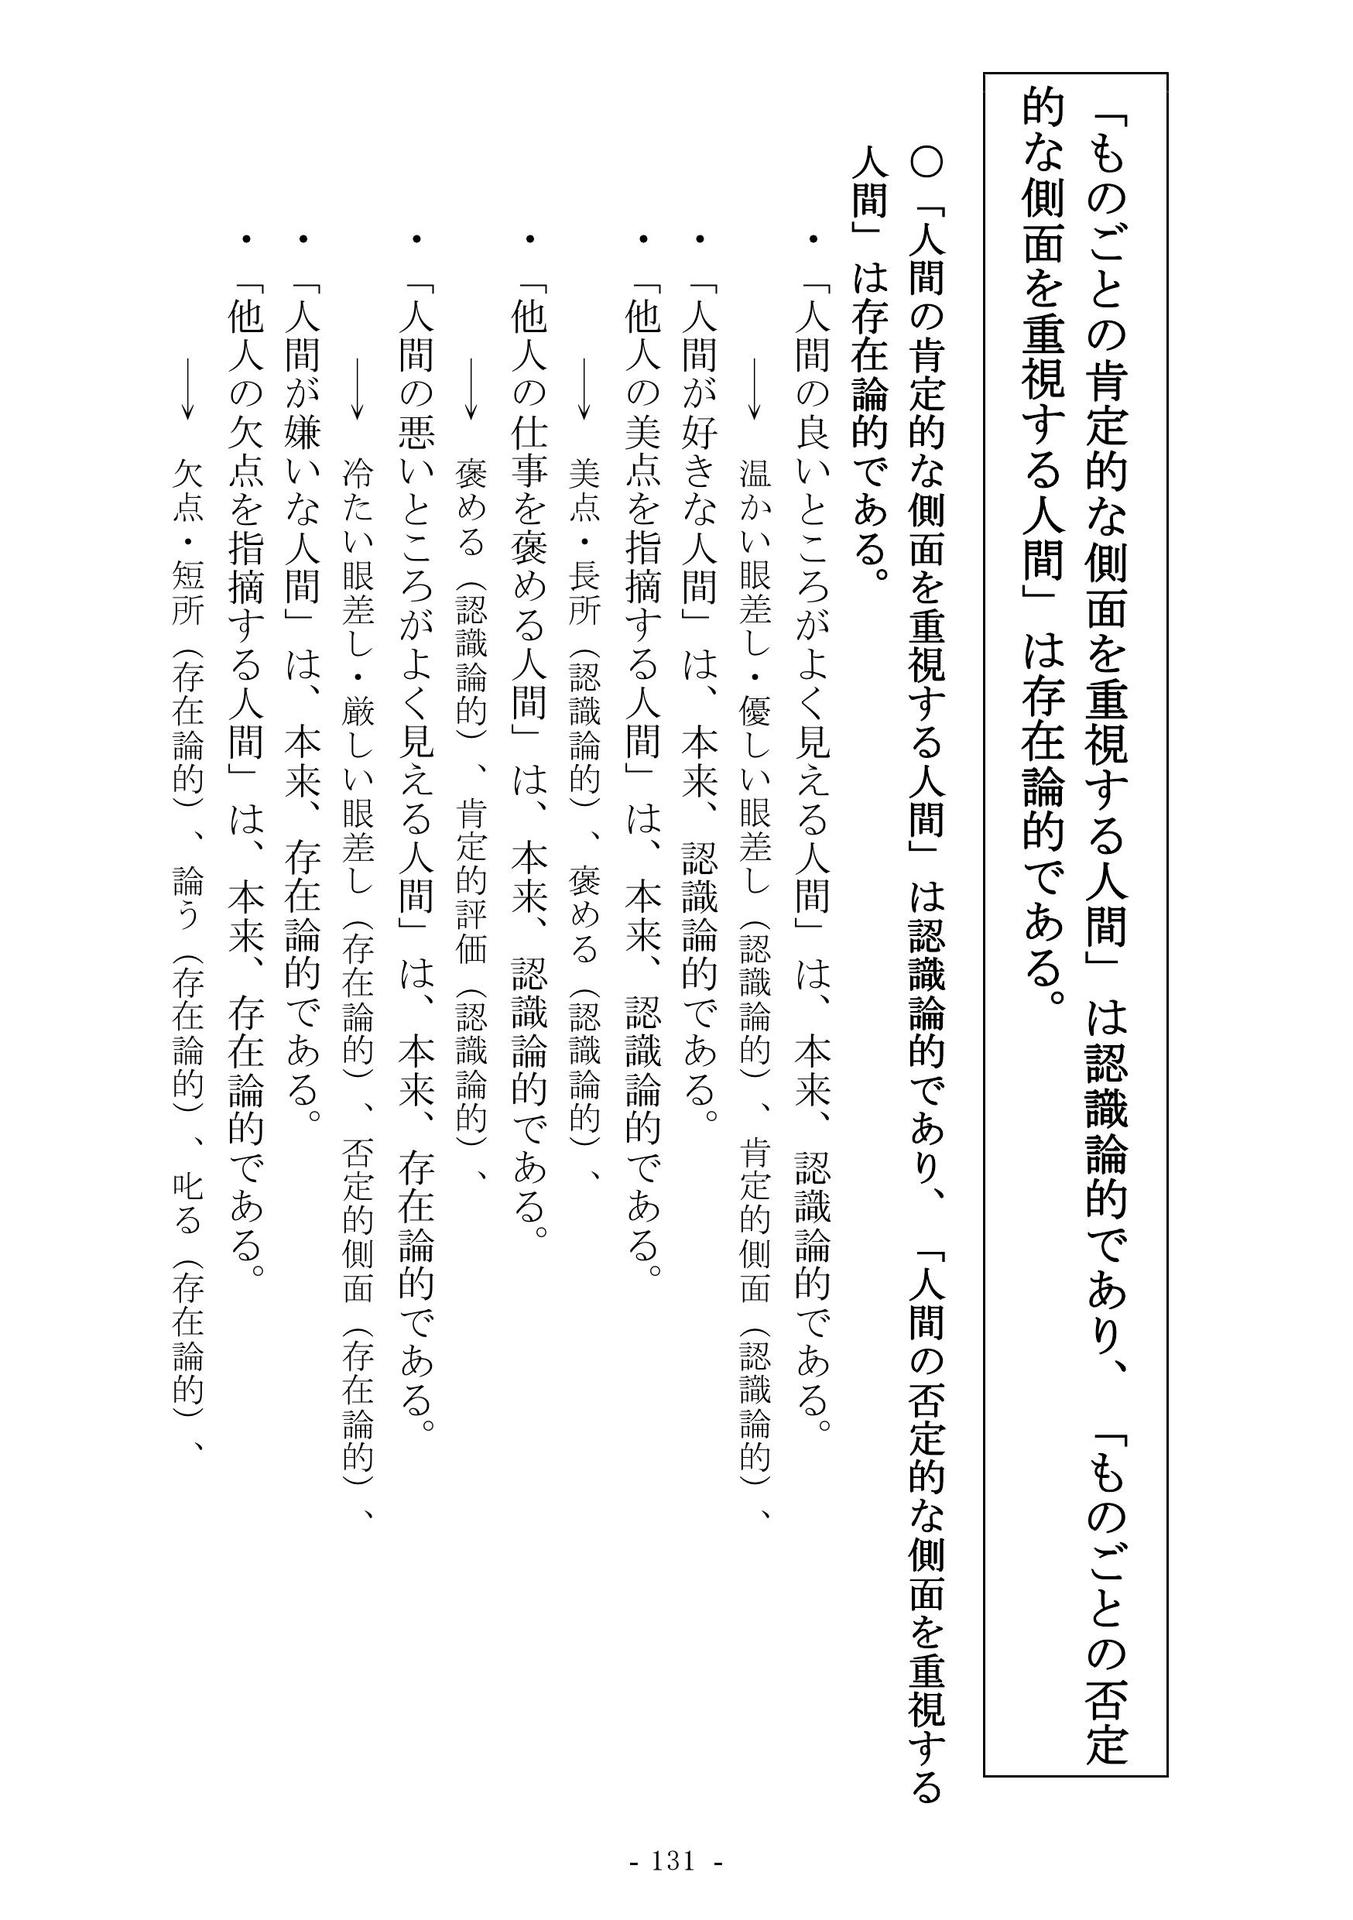 「ものごとの肯定的な側面を重視する人間」は認識論的であり、「ものごとの否定
的な側面を重視する人間」は存在論的である。
○「人間の肯定的な側面を重視する人間」は認識論的であり、「人間の否定的な側面を重視する
人間」は存在論的である。
・「人間の良いところがよく見える人間」は、本来、認識論的である。
→ 温かい眼差し・優しい眼差し（認識論的）、肯定的側面（認識論的）、
・「人間が好きな人間」は、本来、認識論的である。
・「他人の美点を指摘する人間」は、本来、認識論的である。
→ 美点・長所（認識論的）、褒める（認識論的）、
・「他人の仕事を褒める人間」は、本来、認識論的である。
→ 褒める（認識論的）、肯定的評価（認識論的）、
・「人間の悪いところがよく見える人間」は、本来、存在論的である。
→ 冷たい眼差し・厳しい眼差し（存在論的）、否定的側面（存在論的）、
・「人間が嫌いな人間」は、本来、存在論的である。
・「他人の欠点を指摘する人間」は、本来、存在論的である。
→ 欠点・短所（存在論的）、論う（存在論的）、叱る（存在論的）、
- 131 -